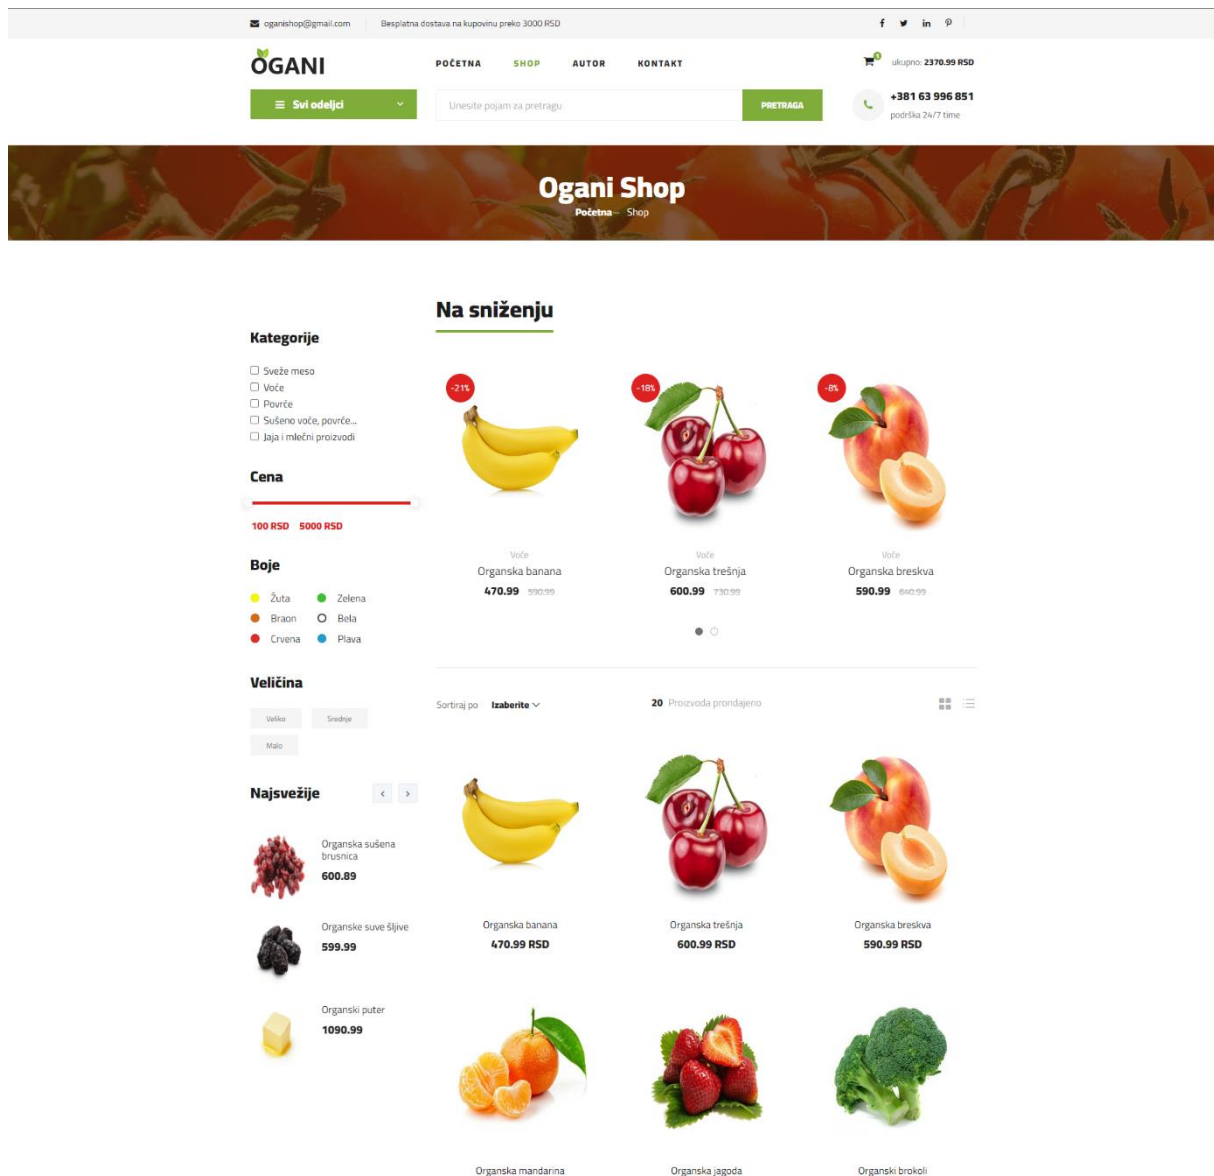 oganishop@gmail.com Besplatna dostava na kupovinu preko 3000 RSD
OGANI
POČETNA SHOP AUTOR KONTAKT
1
ukupno: 2370.99 RSD
Svi odeljci
Unesite pojam za pretragu
PRETRAGA
+381 63 996 851
podrška 24/7 time
Ogani Shop
Početna – Shop
Kategorije
Sveže meso
Voće
Povrće
Sušeno voće, povrće...
Jaja i mlečni proizvodi
Cena
100 RSD 5000 RSD
Boje
Žuta Zelena
Braon Bela
Crvena Plava
Veličina
Veliko Srednje
Malo
Najsvežije
Organska sušena
brusnica
600.89
Organske suve šljive
599.99
Organski puter
1090.99
Na sniženju
-21% -18% -8%
Voće Voće Voće
Organska banana Organska trešnja Organska breskva
470.99 590.99 600.99 730.99 590.99 640.99
Sortiraj po Izaberite 20 Proizvoda prondajeno
Organska banana Organska trešnja Organska breskva
470.99 RSD 600.99 RSD 590.99 RSD
Organska mandarina Organska jagoda Organski brokoli